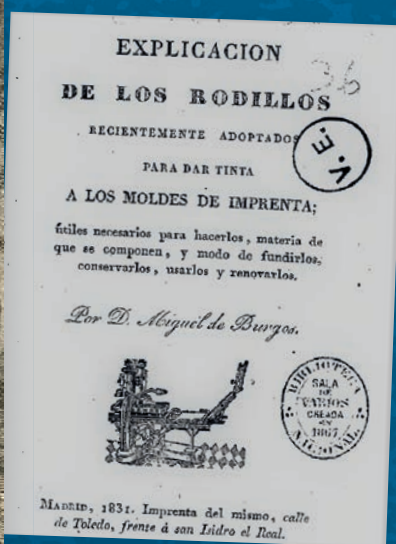 EXPLICACION
36
DE LOS RODILLOS
RECIENTEMENTE ADOPTADOS
V. E.
PARA DAR TINTA
A LOS MOLDES DE IMPRENTA;
útiles necesarios para hacerlos, materia de
que se componen, y modo de fundirlos,
conservarlos, usarlos y renovarlos.
Por D. Miguél de Burgos.
BIBLIOTECA
SALA
DE
VARIOS
CREADA
EN
1867
NACIONAL
MADRID, 1831. Imprenta del mismo, calle
de Toledo, frente á san Isidro el Real.